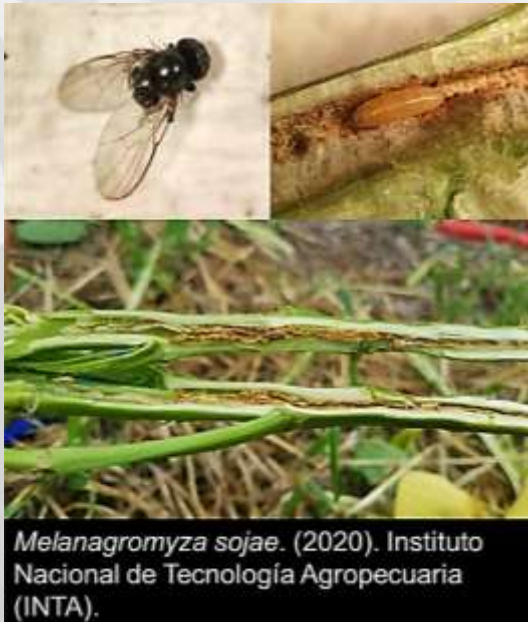 Melanagromyza sojae. (2020). Instituto
Nacional de Tecnología Agropecuaria
(INTA).